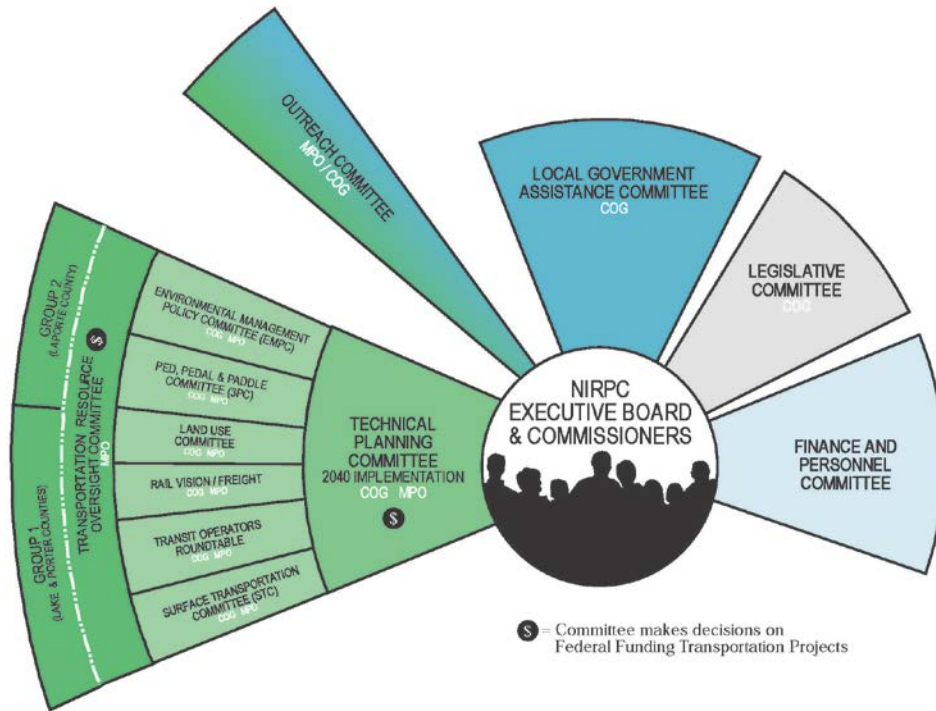 OUTREACH COMMITTEE
MPO / COG
LOCAL GOVERNMENT
ASSISTANCE COMMITTEE
COG
LEGISLATIVE
COMMITTEE
COG
FINANCE AND
PERSONNEL
COMMITTEE
NIRPC
EXECUTIVE BOARD
& COMMISSIONERS
TECHNICAL
PLANNING
COMMITTEE
2040 IMPLEMENTATION
COG MPO
$
ENVIRONMENTAL MANAGEMENT
POLICY COMMITTEE (EMPC)
COG MPO
PED, PEDAL & PADDLE
COMMITTEE (3PC)
COG MPO
LAND USE
COMMITTEE
COG MPO
RAIL VISION / FREIGHT
COG MPO
TRANSIT OPERATORS
ROUNDTABLE
COG MPO
SURFACE TRANSPORTATION
COMMITTEE (STC)
COG MPO
TRANSPORTATION RESOURCE
OVERSIGHT COMMITTEE
MPO
$
GROUP 2
(LAPORTE COUNTY)
GROUP 1
(LAKE & PORTER COUNTIES)
$ = Committee makes decisions on
Federal Funding Transportation Projects